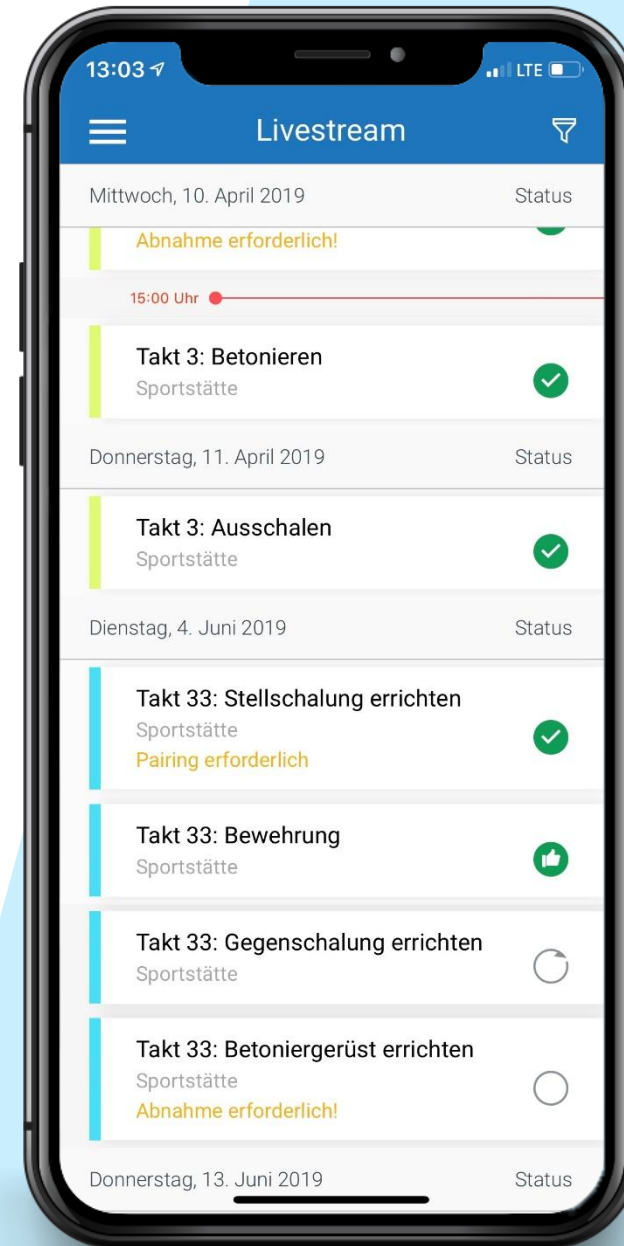 13:03 LTE
Livestream
Mittwoch, 10. April 2019 Status
Abnahme erforderlich!
15:00 Uhr
Takt 3: Betonieren
Sportstätte
Donnerstag, 11. April 2019 Status
Takt 3: Ausschalen
Sportstätte
Dienstag, 4. Juni 2019 Status
Takt 33: Stellschalung errichten
Sportstätte
Pairing erforderlich
Takt 33: Bewehrung
Sportstätte
Takt 33: Gegenschalung errichten
Sportstätte
Takt 33: Betoniergerüst errichten
Sportstätte
Abnahme erforderlich!
Donnerstag, 13. Juni 2019 Status